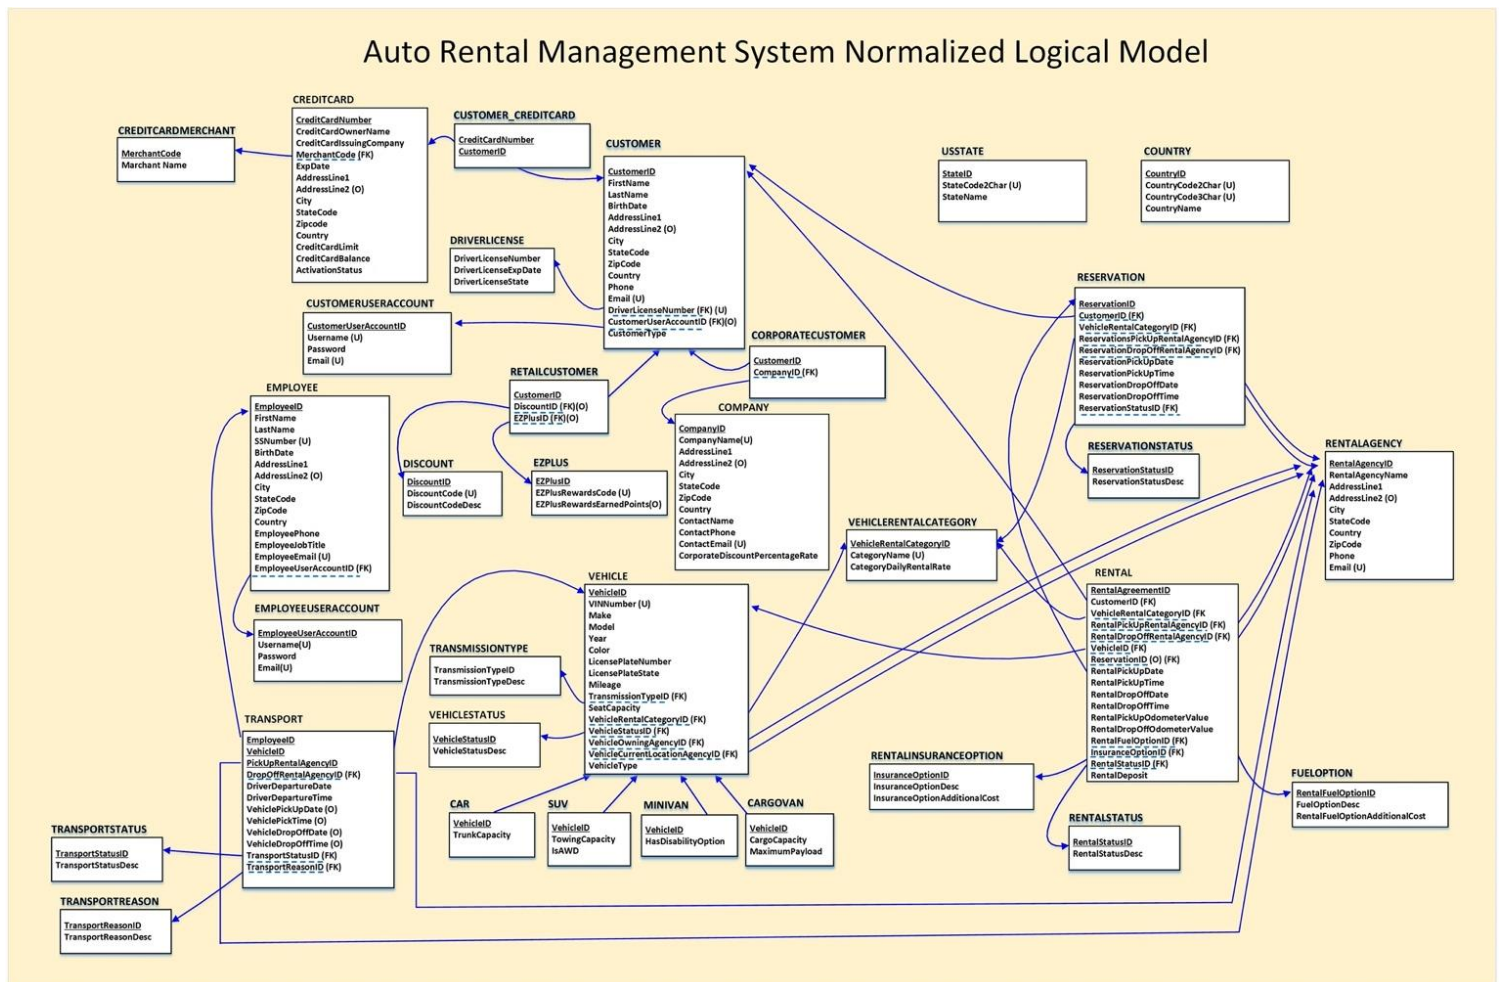 Auto Rental Management System Normalized Logical Model
CREDITCARDMERCHANT
MerchantCode
Marchant Name
CREDITCARD
CreditCardNumber
CreditCardOwnerName
CreditCardIssuingCompany
MerchantCode (FK)
ExpDate
AddressLine1
AddressLine2 (O)
City
StateCode
Zipcode
Country
CreditCardLimit
CreditCardBalance
ActivationStatus
CUSTOMER_CREDITCARD
CreditCardNumber
CustomerID
CUSTOMER
CustomerID
FirstName
LastName
BirthDate
AddressLine1
AddressLine2 (O)
City
StateCode
ZipCode
Country
Phone
Email (U)
DriverLicenseNumber (FK) (U)
CustomerUserAccountID (FK)(O)
CustomerType
USSTATE
StateID
StateCode2Char (U)
StateName
COUNTRY
CountryID
CountryCode2Char (U)
CountryCode3Char (U)
CountryName
DRIVERLICENSE
DriverLicenseNumber
DriverLicenseExpDate
DriverLicenseState
CUSTOMERUSERACCOUNT
CustomerUserAccountID
Username (U)
Password
Email (U)
RESERVATION
ReservationID
CustomerID (FK)
VehicleRentalCategoryID (FK)
ReservationsPickUpRentalAgencyID (FK)
ReservationDropOffRentalAgencyID (FK)
ReservationPickUpDate
ReservationPickUpTime
ReservationDropOffDate
ReservationDropOffTime
ReservationStatusID (FK)
CORPORATECUSTOMER
CustomerID
CompanyID (FK)
RETAILCUSTOMER
CustomerID
DiscountID (FK)(O)
EZPlusID (FK)(O)
EMPLOYEE
EmployeeID
FirstName
LastName
SSNumber (U)
BirthDate
AddressLine1
AddressLine2 (O)
City
StateCode
ZipCode
Country
EmployeePhone
EmployeeJobTitle
EmployeeEmail (U)
EmployeeUserAccountID (FK)
COMPANY
CompanyID
CompanyName(U)
AddressLine1
AddressLine2 (O)
City
StateCode
ZipCode
Country
ContactName
ContactPhone
ContactEmail (U)
CorporateDiscountPercentageRate
DISCOUNT
DiscountID
DiscountCode (U)
DiscountCodeDesc
EZPLUS
EZPlusID
EZPlusRewardsCode (U)
EZPlusRewardsEarnedPoints(O)
RESERVATIONSTATUS
ReservationStatusID
ReservationStatusDesc
RENTALAGENCY
RentalAgencyID
RentalAgencyName
AddressLine1
AddressLine2 (O)
City
StateCode
Country
ZipCode
Phone
Email (U)
VEHICLERENTALCATEGORY
VehicleRentalCategoryID
CategoryName (U)
CategoryDailyRentalRate
EMPLOYEEUSERACCOUNT
EmployeeUserAccountID
Username(U)
Password
Email(U)
VEHICLE
VehicleID
VINNumber (U)
Make
Model
Year
Color
LicensePlateNumber
LicensePlateState
Mileage
TransmissionTypeID (FK)
SeatCapacity
VehicleRentalCategoryID (FK)
VehicleStatusID (FK)
VehicleOwningAgencyID (FK)
VehicleCurrentLocationAgencyID (FK)
VehicleType
RENTAL
RentalAgreementID
CustomerID (FK)
VehicleRentalCategoryID (FK
RentalPickUpRentalAgencyID (FK)
RentalDropOffRentalAgencyID (FK)
VehicleID (FK)
ReservationID (O) (FK)
RentalPickUpDate
RentalPickUpTime
RentalDropOffDate
RentalDropOffTime
RentalPickUpOdometerValue
RentalDropOffOdometerValue
RentalFuelOptionID (FK)
InsuranceOptionID (FK)
RentalStatusID (FK)
RentalDeposit
TRANSMISSIONTYPE
TransmissionTypeID
TransmissionTypeDesc
VEHICLESTATUS
VehicleStatusID
VehicleStatusDesc
TRANSPORT
EmployeeID
VehicleID
PickUpRentalAgencyID
DropOffRentalAgencyID (FK)
DriverDepartureDate
DriverDepartureTime
VehiclePickUpDate (O)
VehiclePickTime (O)
VehicleDropOffDate (O)
VehicleDropOffTime (O)
TransportStatusID (FK)
TransportReasonID (FK)
RENTALINSURANCEOPTION
InsuranceOptionID
InsuranceOptionDesc
InsuranceOptionAdditionalCost
FUELOPTION
RentalFuelOptionID
FuelOptionDesc
RentalFuelOptionAdditionalCost
CAR
VehicleID
TrunkCapacity
SUV
VehicleID
TowingCapacity
IsAWD
MINIVAN
VehicleID
HasDisabilityOption
CARGOVAN
VehicleID
CargoCapacity
MaximumPayload
RENTALSTATUS
RentalStatusID
RentalStatusDesc
TRANSPORTSTATUS
TransportStatusID
TransportStatusDesc
TRANSPORTREASON
TransportReasonID
TransportReasonDesc